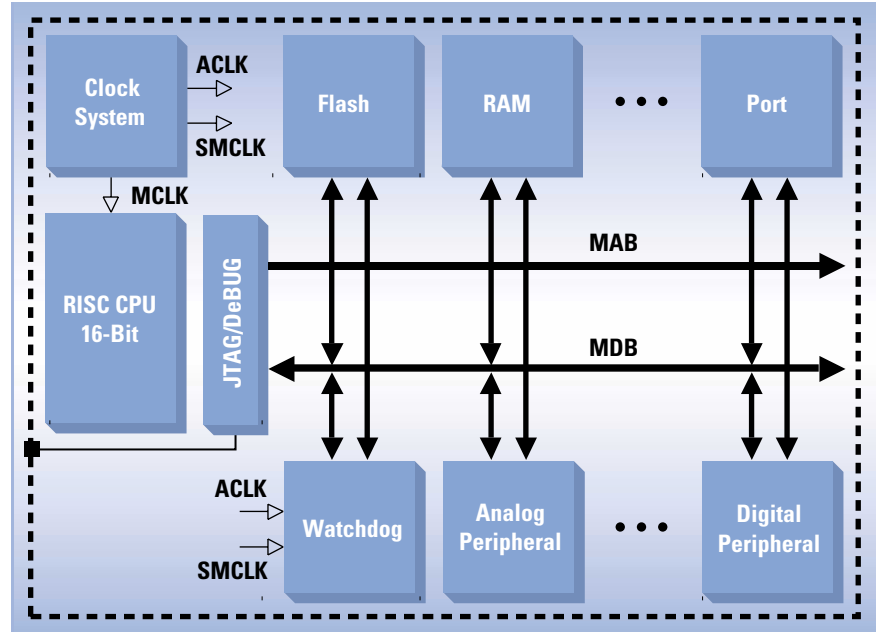 Clock
System
ACLK
SMCLK
MCLK
Flash
RAM
Port
RISC CPU
16-Bit
JTAG/DeBUG
MAB
MDB
ACLK
SMCLK
Watchdog
Analog
Peripheral
Digital
Peripheral